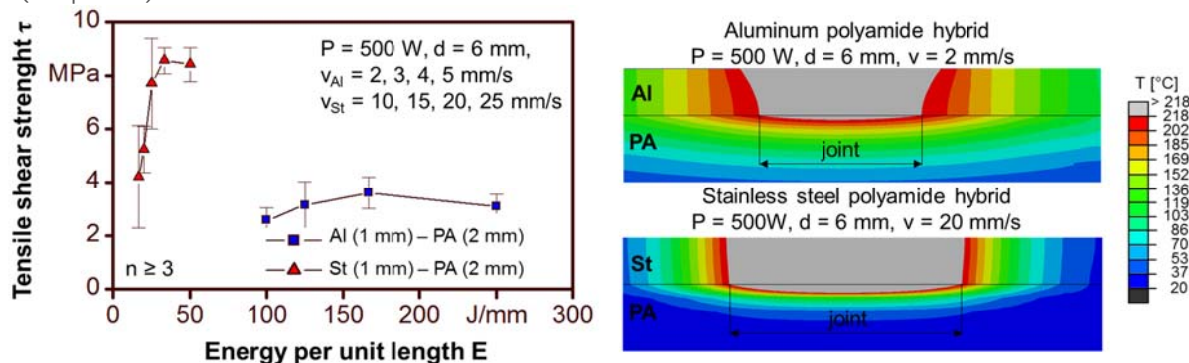 10
MPa
8
6
4
2
0
0
50
100
150
200
J/mm
300
Tensile shear strenght τ
Energy per unit length E
P = 500 W, d = 6 mm,
v_Al = 2, 3, 4, 5 mm/s
v_St = 10, 15, 20, 25 mm/s
Al (1 mm) – PA (2 mm)
St (1 mm) – PA (2 mm)
n ≥ 3
Aluminum polyamide hybrid
P = 500 W, d = 6 mm, v = 2 mm/s
Al
PA
joint
Stainless steel polyamide hybrid
P = 500W, d = 6 mm, v = 20 mm/s
St
PA
joint
T [°C]
> 218
218
202
185
169
152
136
119
103
86
70
53
37
20